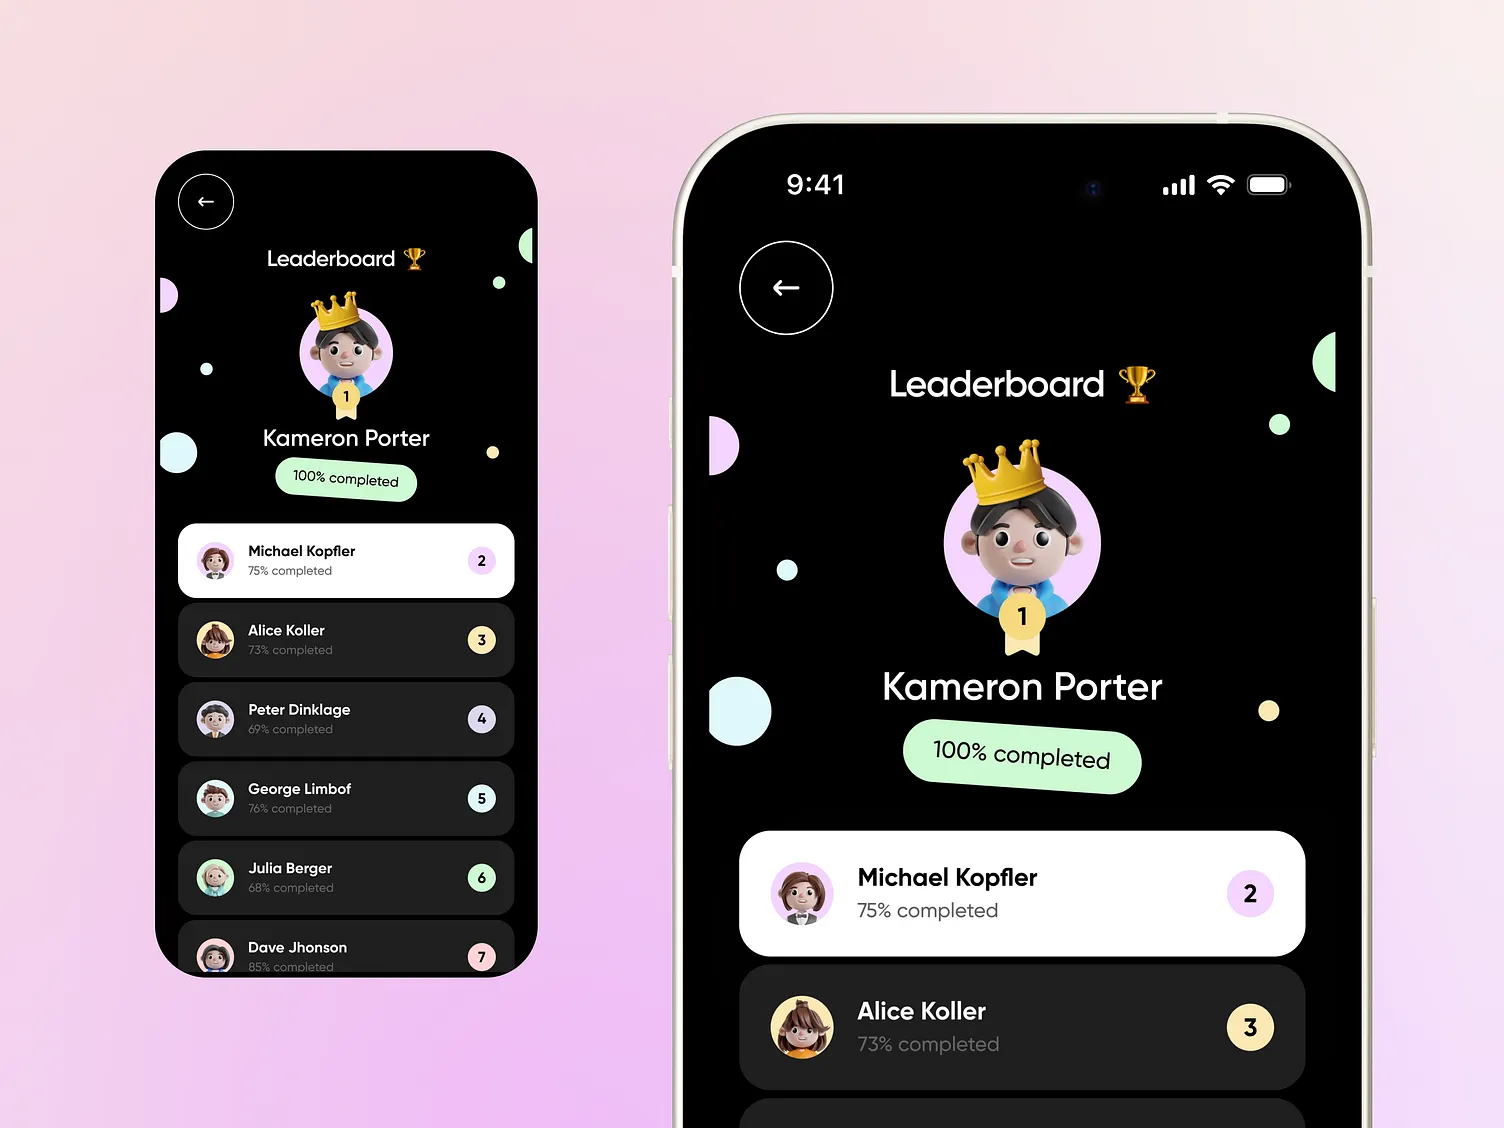 Leaderboard 🏆
1
Kameron Porter
100% completed
Michael Kopfler
75% completed
2
Alice Koller
73% completed
3
Peter Dinklage
69% completed
4
George Limbof
76% completed
5
Julia Berger
68% completed
6
Dave Jhonson
85% completed
7
9:41
Leaderboard 🏆
1
Kameron Porter
100% completed
Michael Kopfler
75% completed
2
Alice Koller
73% completed
3